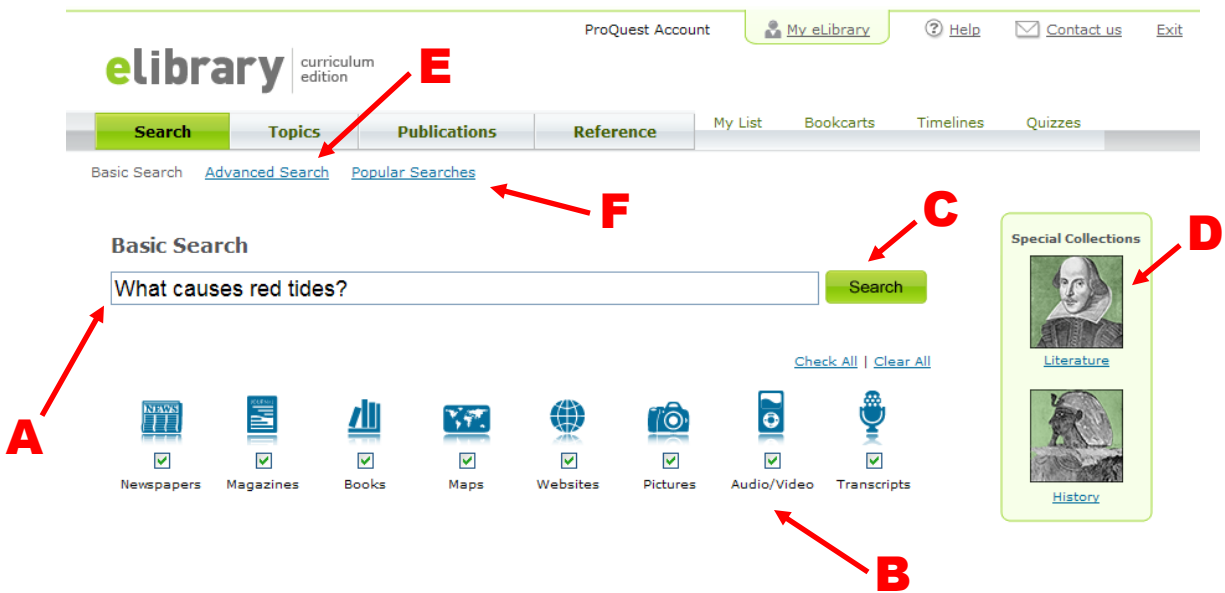 ProQuest Account My eLibrary ? Help Contact us Exit
elibrary curriculum
edition
E
Search Topics Publications Reference My List Bookcarts Timelines Quizzes
Basic Search Advanced Search Popular Searches
F
C
D
Basic Search
Special Collections
What causes red tides?
Search
Check All | Clear All
Literature
A
NEWS
JOURNAL
Newspapers Magazines Books Maps Websites Pictures Audio/Video Transcripts
History
B